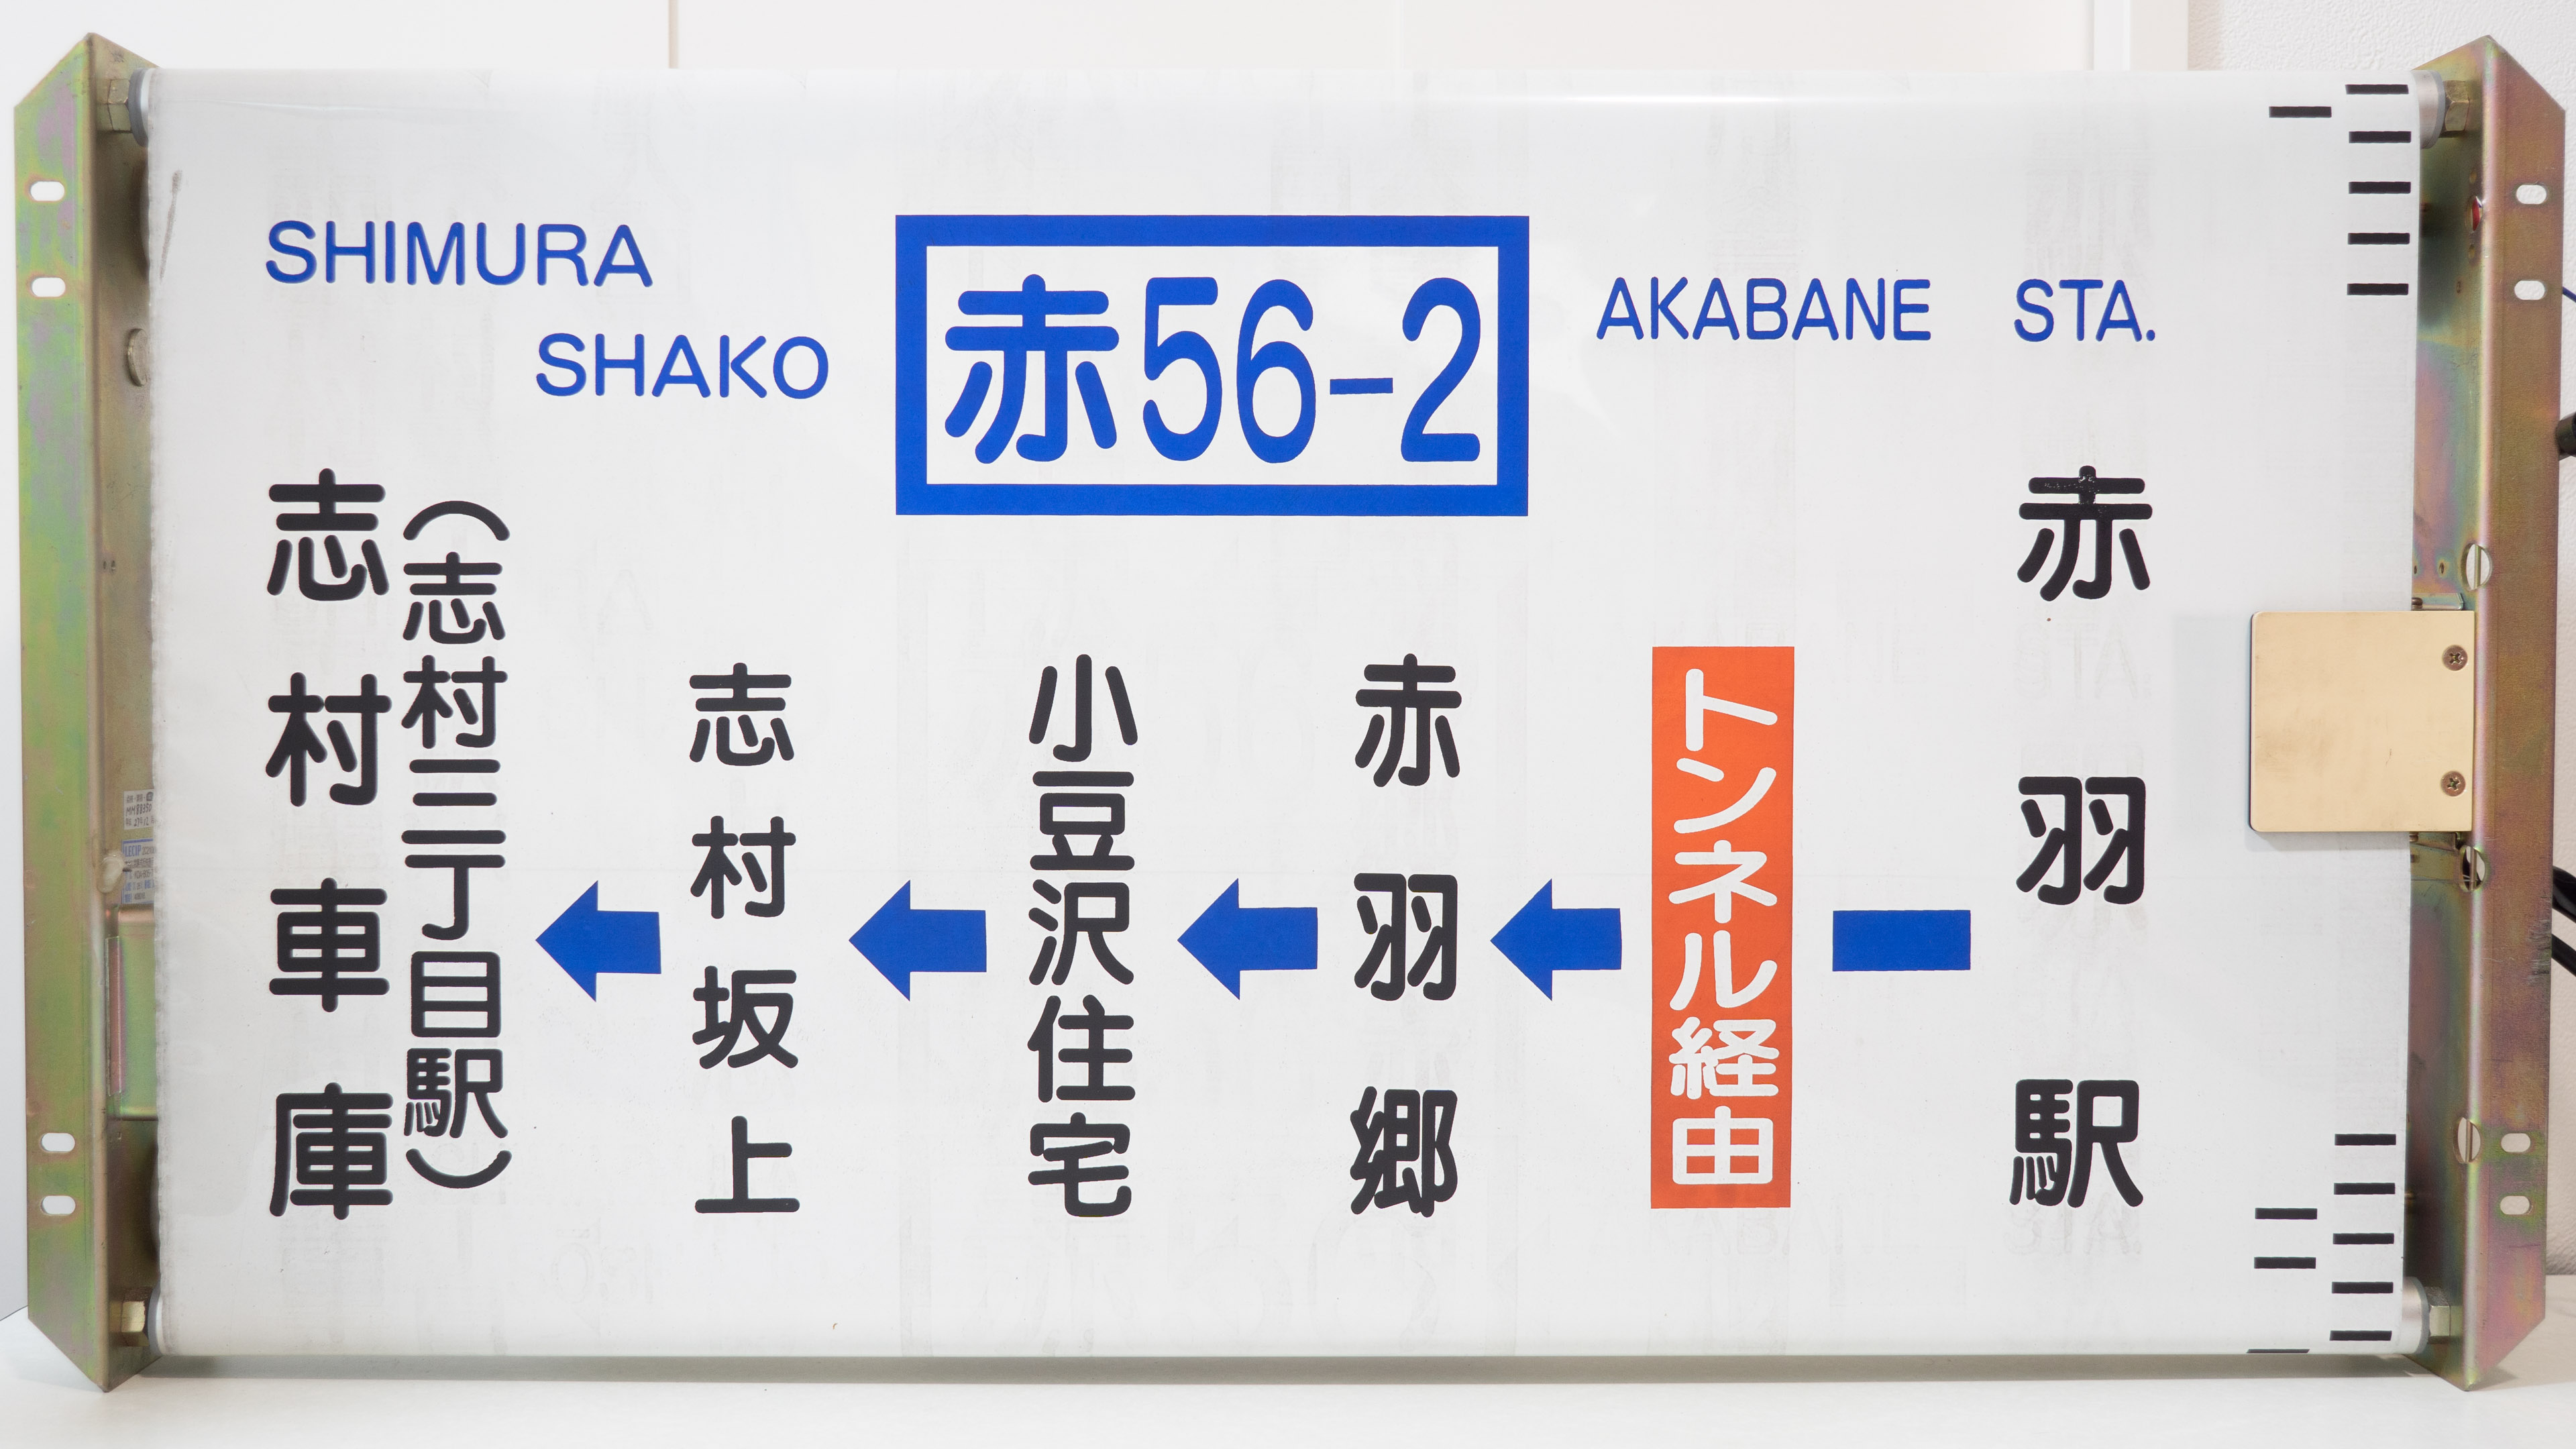 SHIMURA
SHAKO
赤56-2
AKABANE STA.
赤羽駅
トンネル経由
赤羽郷
小豆沢住宅
志村坂上
(志村三丁目駅)
志村車庫